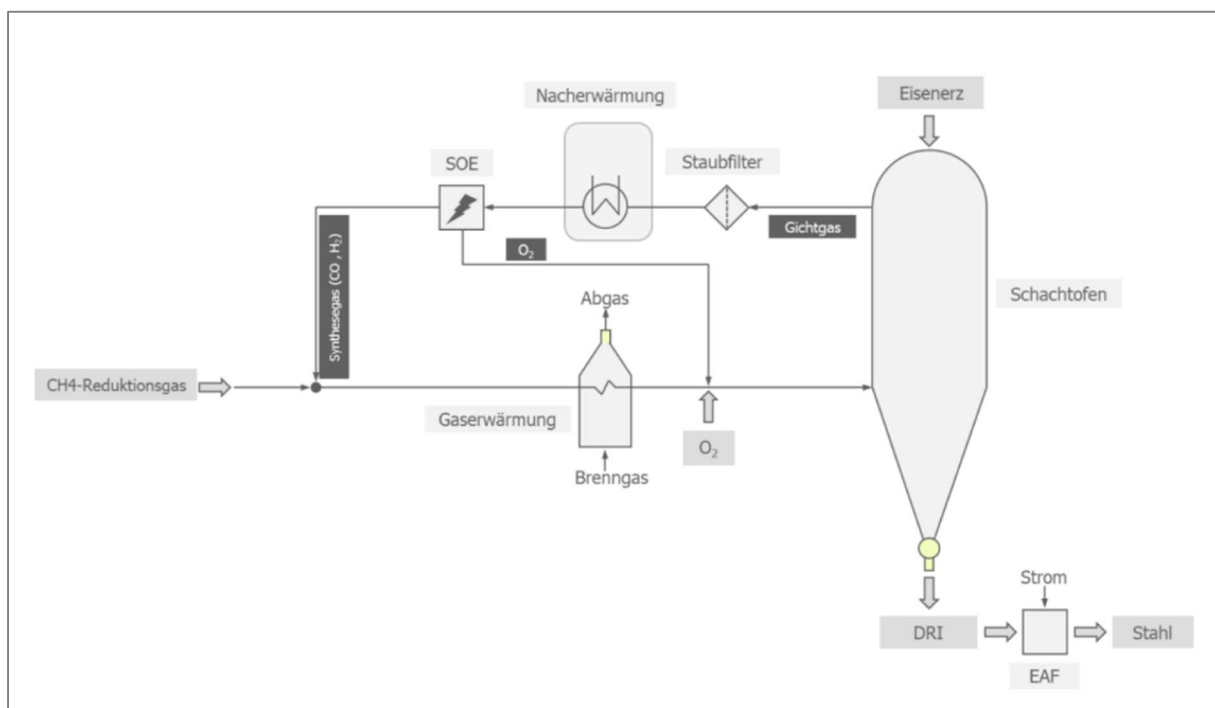 Nacherwärmung
Eisenerz
SOE
Staubfilter
Gichtgas
O₂
Synthesegas (CO , H₂)
Schachtofen
Abgas
CH4-Reduktionsgas
Gaserwärmung
O₂
Brenngas
Strom
DRI
Stahl
EAF